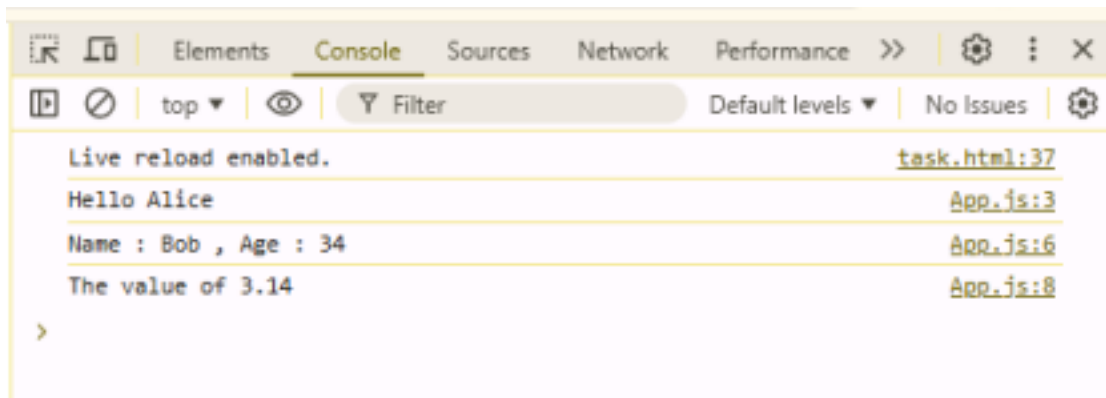 Elements Console Sources Network Performance
top Filter Default levels No Issues
Live reload enabled. task.html:37
Hello Alice App.js:3
Name : Bob , Age : 34 App.js:6
The value of 3.14 App.js:8